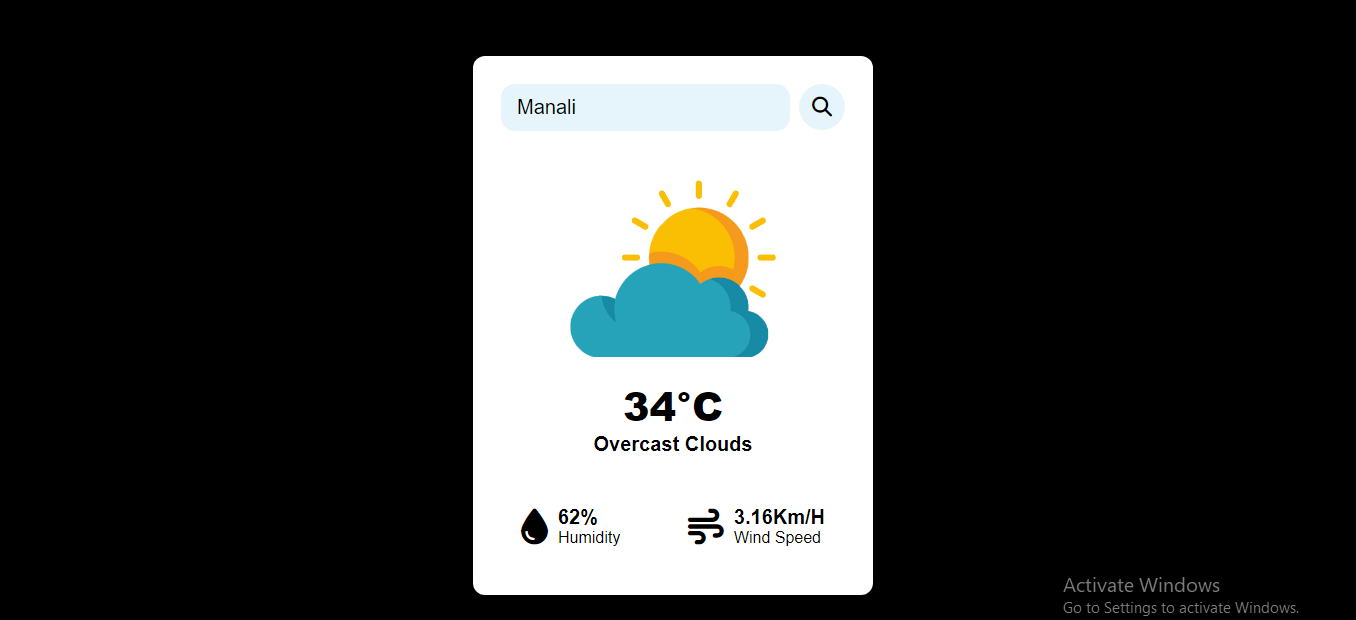 Manali
34°C
Overcast Clouds
62%
Humidity
3.16Km/H
Wind Speed
Activate Windows
Go to Settings to activate Windows.